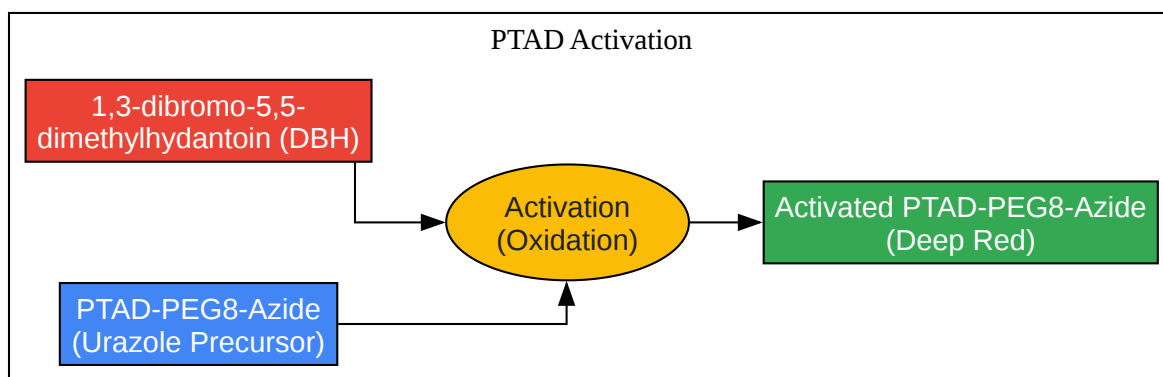 PTAD Activation
1,3-dibromo-5,5-
dimethylhydantoin (DBH)
Activation
(Oxidation)
Activated PTAD-PEG8-Azide
(Deep Red)
PTAD-PEG8-Azide
(Urazole Precursor)